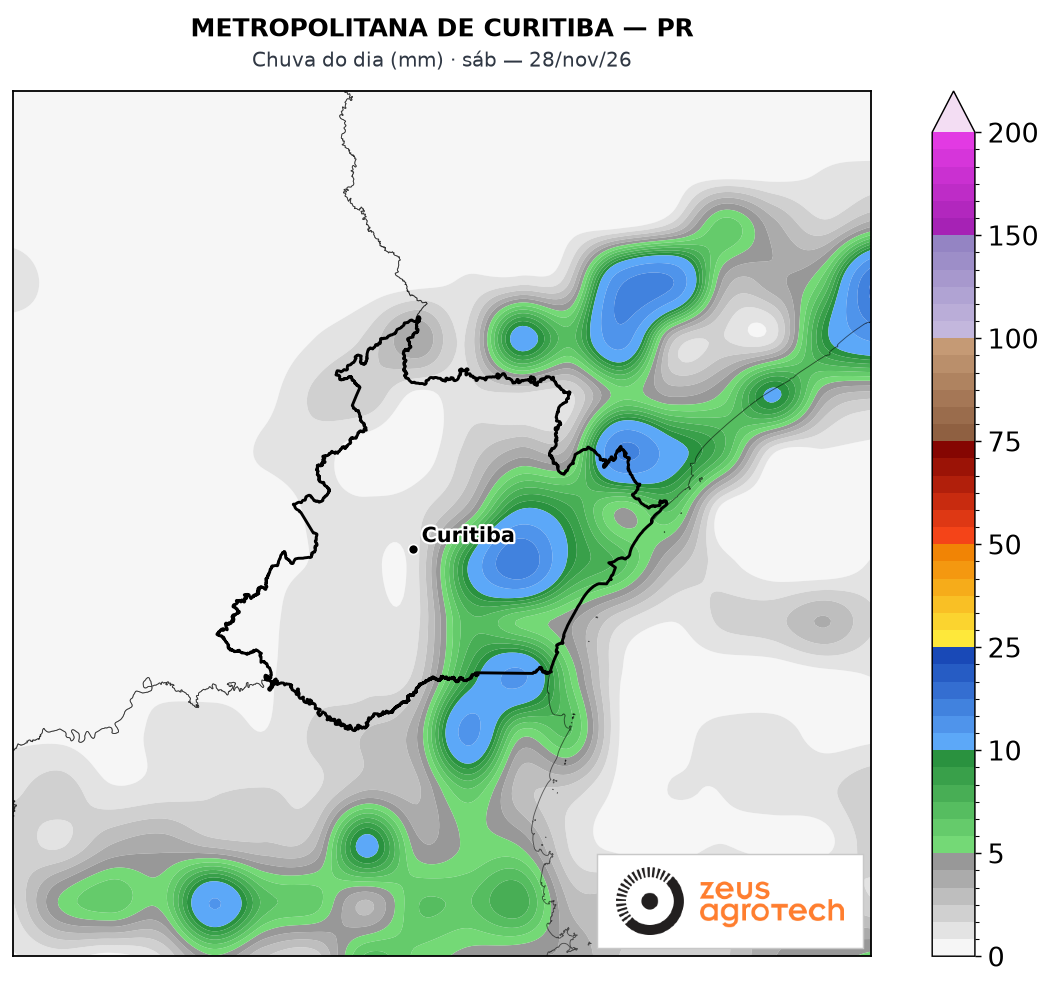 METROPOLITANA DE CURITIBA — PR
Chuva do dia (mm) · sáb — 28/nov/26
200
150
100
75
50
25
10
5
0
Curitiba
zeus
agrotech